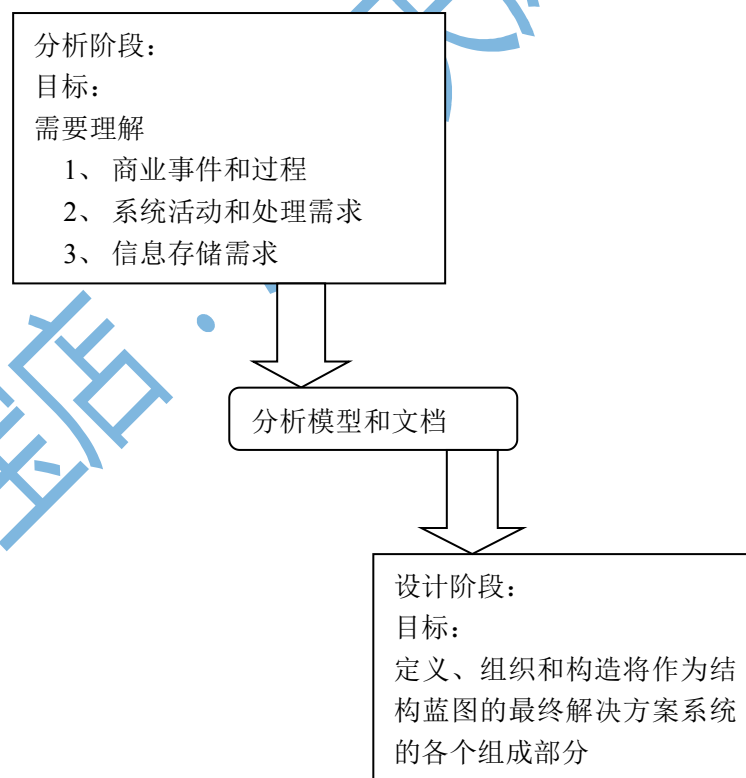 分析阶段：
目标：
需要理解
1、 商业事件和过程
2、 系统活动和处理需求
3、 信息存储需求
分析模型和文档
设计阶段：
目标：
定义、组织和构造将作为结
构蓝图的最终解决方案系统
的各个组成部分